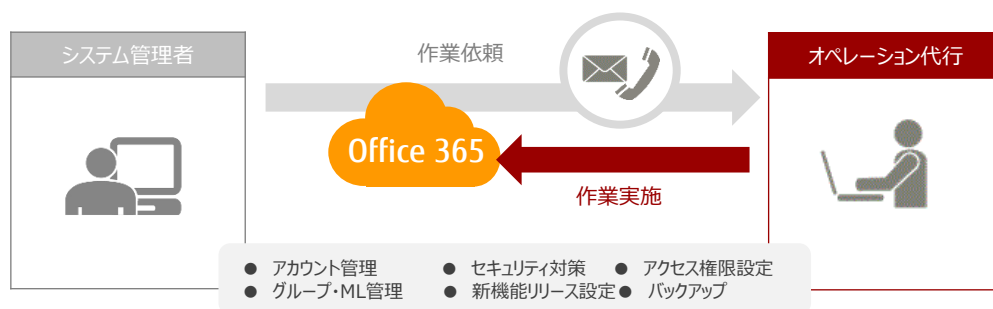 システム管理者
作業依頼
オペレーション代行
Office 365
作業実施
● アカウント管理 ● セキュリティ対策 ● アクセス権限設定
● グループ・ML管理 ● 新機能リリース設定 ● バックアップ